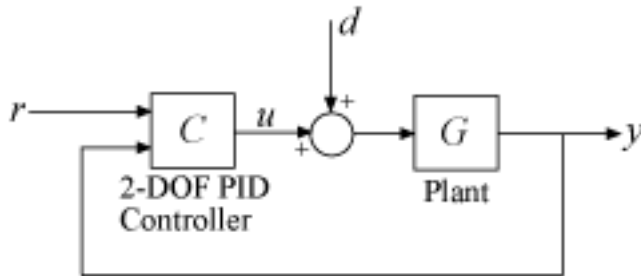 d
+
r
C
u
+
G
y
2-DOF PID
Controller
Plant